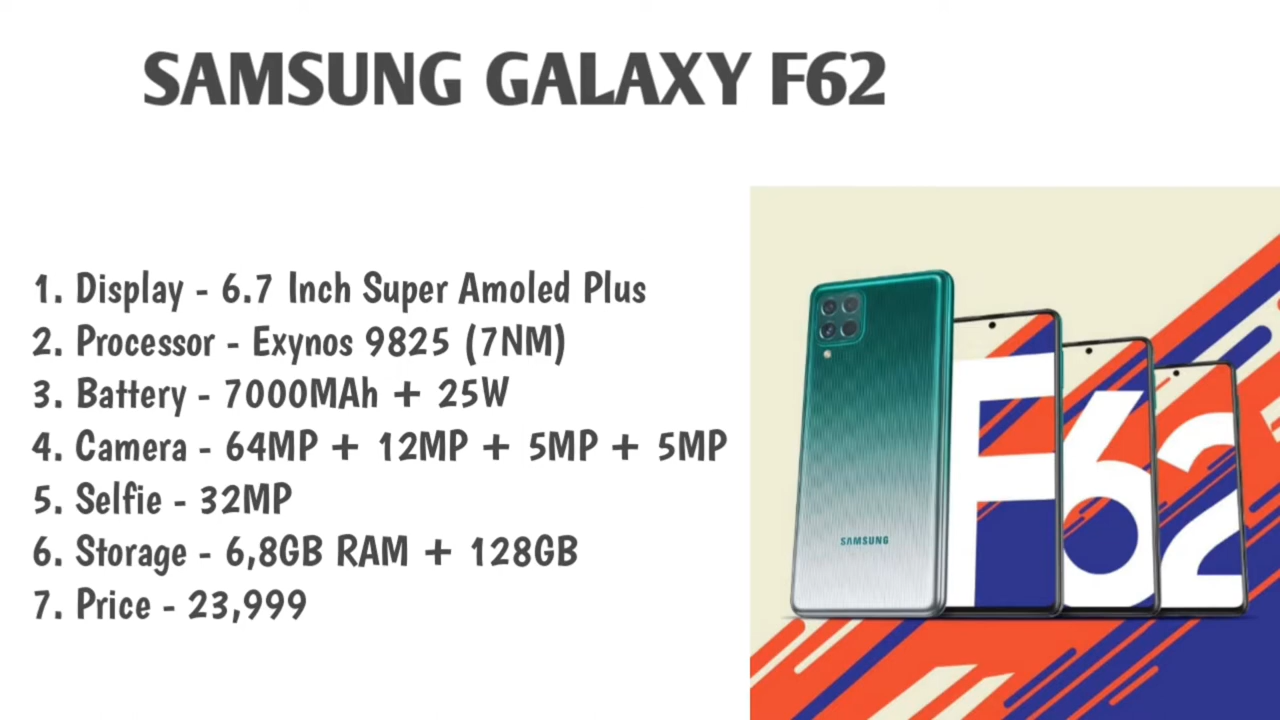 SAMSUNG GALAXY F62
1. Display - 6.7 Inch Super Amoled Plus
2. Processor - Exynos 9825 (7NM)
3. Battery - 7000MAh + 25W
4. Camera - 64MP + 12MP + 5MP + 5MP
5. Selfie - 32MP
6. Storage - 6,8GB RAM + 128GB
7. Price - 23,999
SAMSUNG
F62